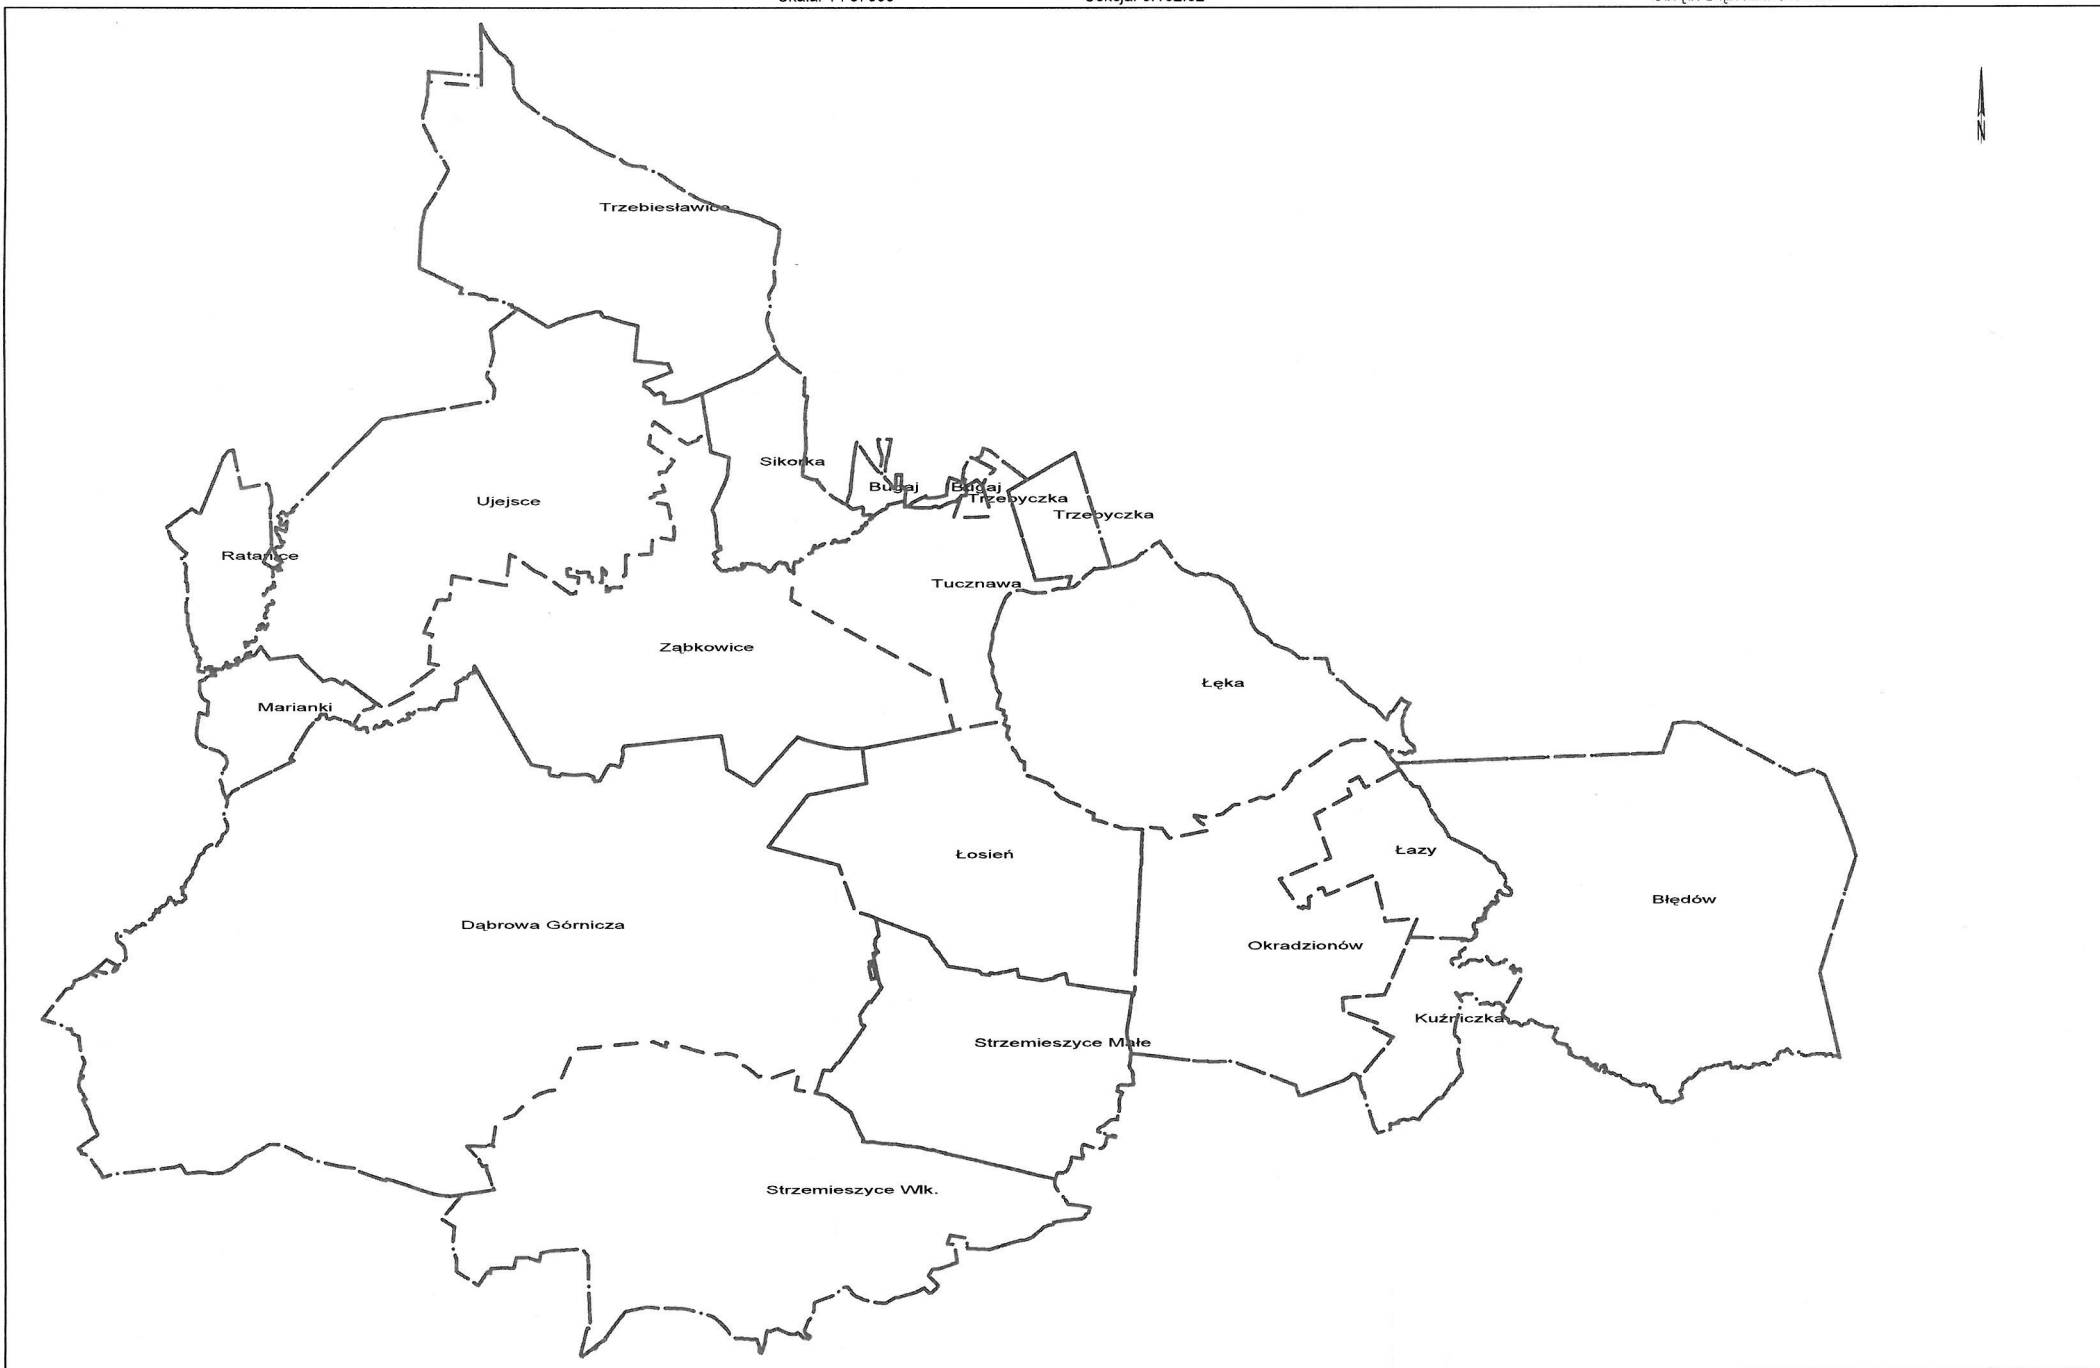 N
Trzebiesławice
Sikorka
Bugaj
Bugaj
Trzebyczka
Ujejsce
Trzebyczka
Ratanice
Tucznawa
Ząbkowice
Łęka
Marianki
Łazy
Łosień
Błędów
Dąbrowa Górnicza
Okradzionów
Kuźniczka
Strzemieszyce Małe
Strzemieszyce Wlk.